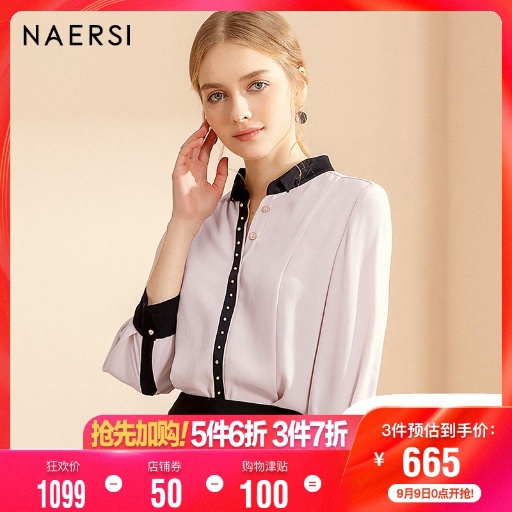 NAERSI
抢先加购! 5件6折 3件7折
3件预估到手价:
¥ 665
9月9日0点开抢!
狂欢价 店铺券 购物津贴
1099 - 50 - 100 =